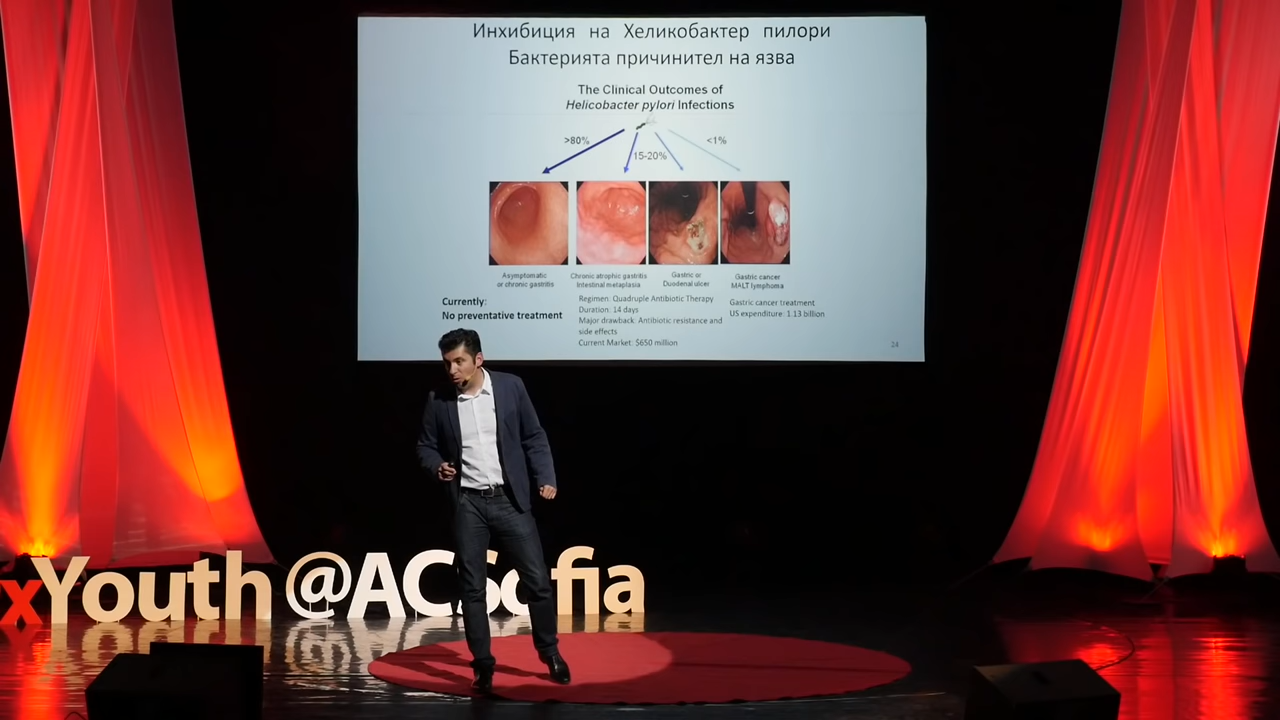 Инхибиция на Хеликобактер пилори
Бактерията причинител на язва
The Clinical Outcomes of
Helicobacter pylori Infections
>80%
15-20%
<1%
Asymptomatic
or chronic gastritis
Chronic atrophic gastritis
Intestinal metaplasia
Gastric or
Duodenal ulcer
Gastric cancer
MALT lymphoma
Currently:
No preventative treatment
Regimen: Quadruple Antibiotic Therapy
Duration: 14 days
Major drawback: Antibiotic resistance and
side effects
Current Market: $650 million
Gastric cancer treatment
US expenditure: 1.13 billion
24
xYouth @ACSofia